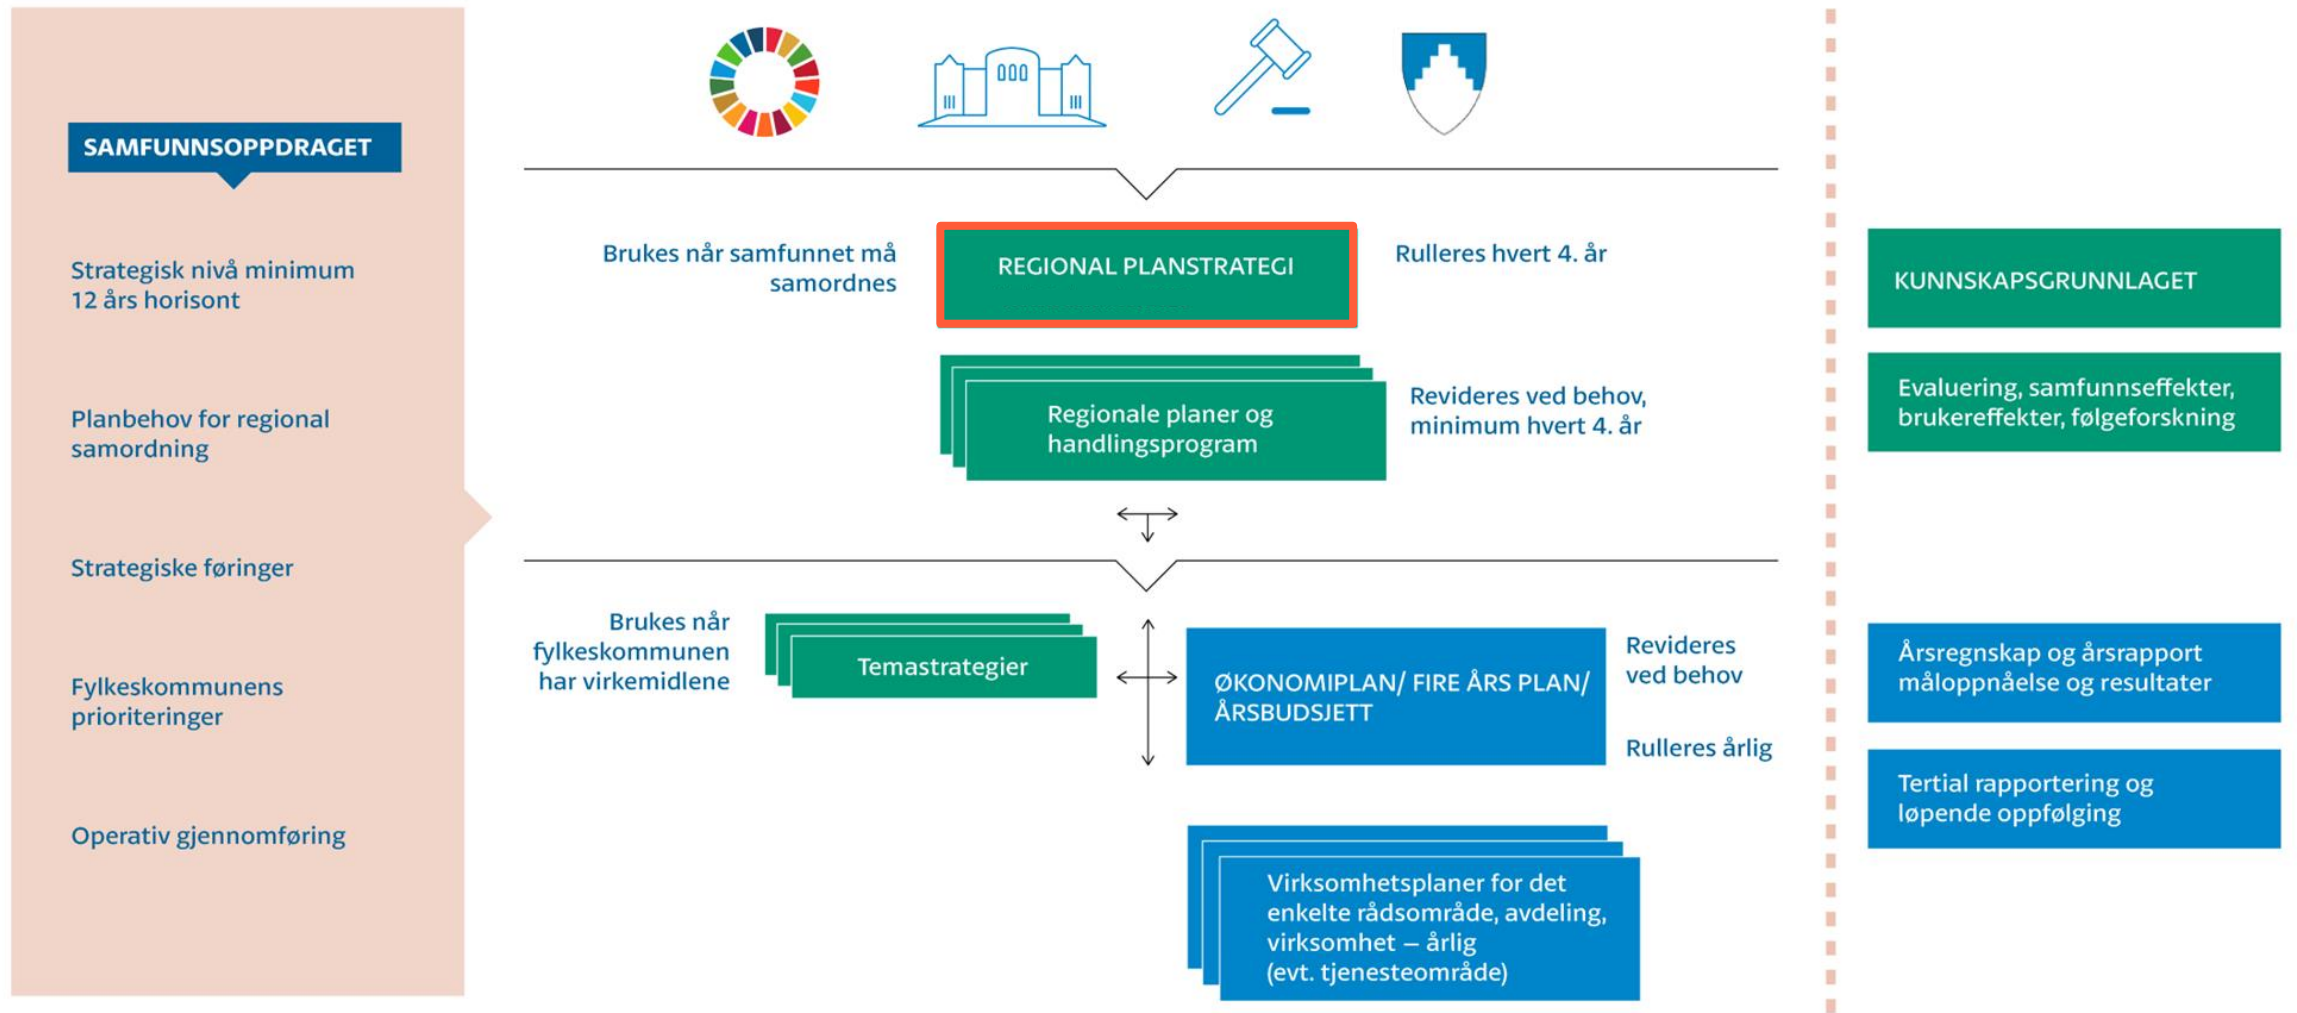 SAMFUNNSOPPDRAGET
Strategisk nivå minimum
12 års horisont
Planbehov for regional
samordning
Strategiske føringer
Fylkeskommunens
prioriteringer
Operativ gjennomføring
Brukes når samfunnet må
samordnes
REGIONAL PLANSTRATEGI
Rulleres hvert 4. år
Regionale planer og
handlingsprogram
Revideres ved behov,
minimum hvert 4. år
Brukes når
fylkeskommunen
har virkemidlene
Temastrategier
ØKONOMIPLAN/ FIRE ÅRS PLAN/
ÅRSBUDSJETT
Revideres
ved behov
Rulleres årlig
Virksomhetsplaner for det
enkelte rådsområde, avdeling,
virksomhet – årlig
(evt. tjenesteområde)
KUNNSKAPSGRUNNLAGET
Evaluering, samfunnseffekter,
brukereffekter, følgeforskning
Årsregnskap og årsrapport
måloppnåelse og resultater
Tertial rapportering og
løpende oppfølging